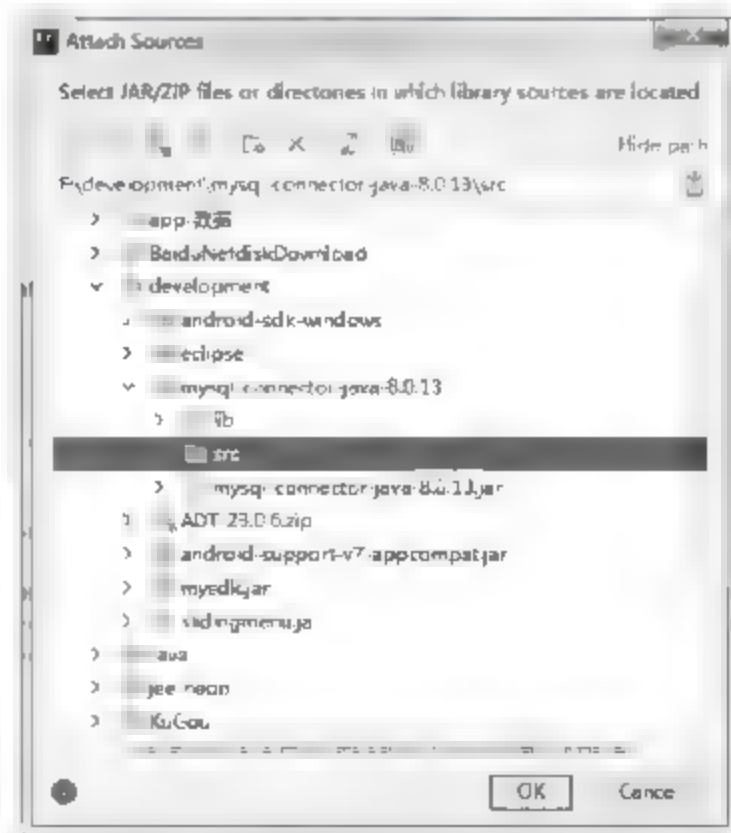 Attach Sources
Select JAR/ZIP files or directories in which library sources are located
Hide path
F:\development\mysql-connector-java-8.0.13\src
app-数据
BaiduNetdiskDownload
development
android-sdk-windows
eclipse
mysql-connector-java-8.0.13
lib
src
mysql-connector-java-8.0.13.jar
ADT-23.0.6.zip
android-support-v7-appcompat.jar
mysdk.jar
slidingmenu.ja
java
jee-neon
KuGou
OK
Cancel